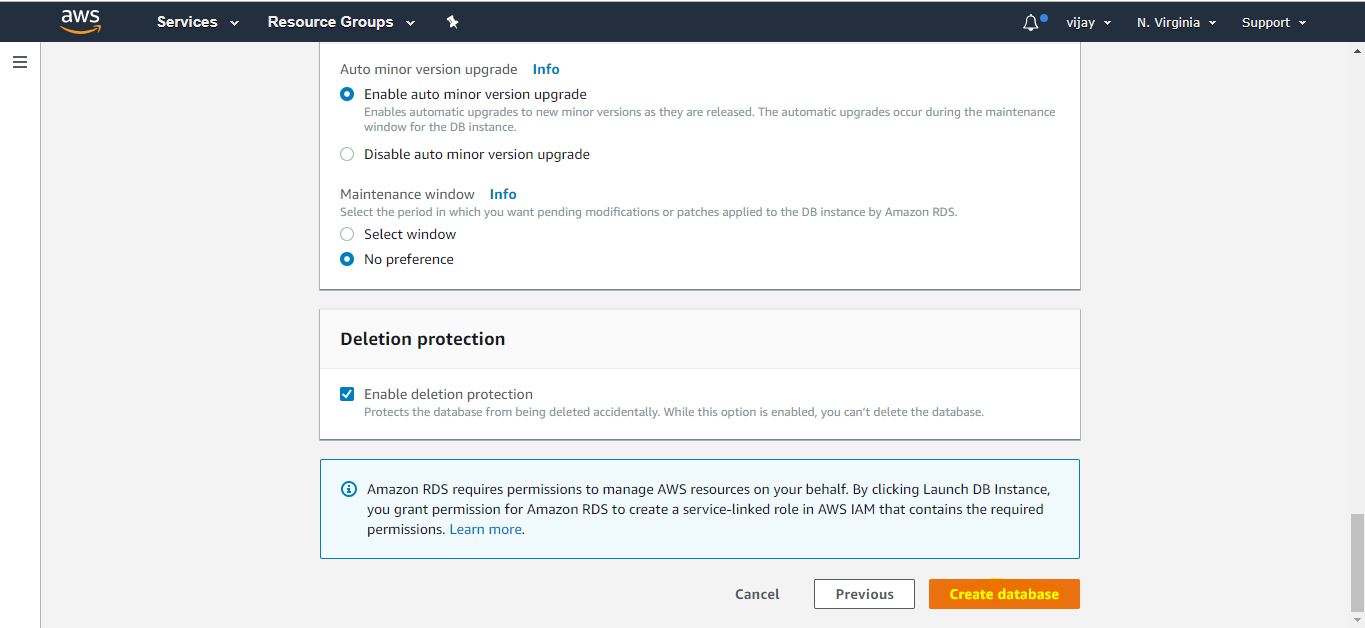 aws Services Resource Groups vijay N. Virginia Support
Auto minor version upgrade Info
Enable auto minor version upgrade
Enables automatic upgrades to new minor versions as they are released. The automatic upgrades occur during the maintenance
window for the DB instance.
Disable auto minor version upgrade
Maintenance window Info
Select the period in which you want pending modifications or patches applied to the DB instance by Amazon RDS.
Select window
No preference
Deletion protection
Enable deletion protection
Protects the database from being deleted accidentally. While this option is enabled, you can't delete the database.
Amazon RDS requires permissions to manage AWS resources on your behalf. By clicking Launch DB Instance,
you grant permission for Amazon RDS to create a service-linked role in AWS IAM that contains the required
permissions. Learn more.
Cancel Previous Create database